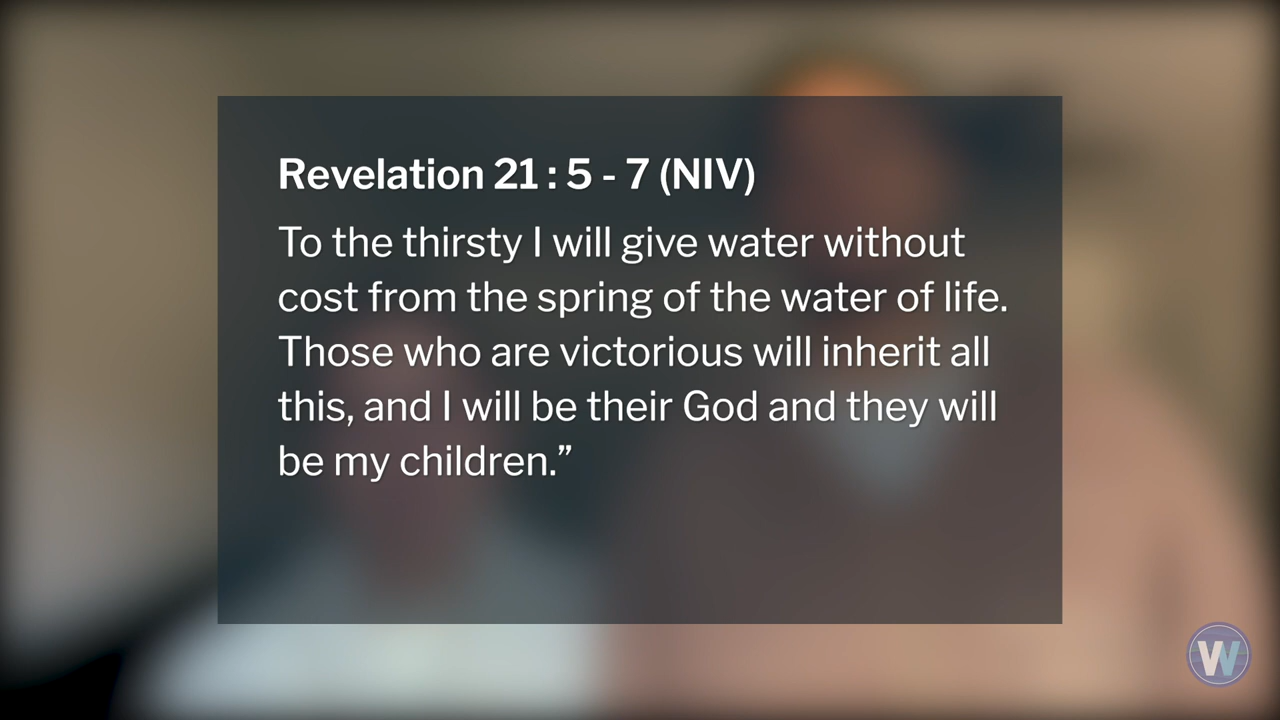 Revelation 21 : 5 - 7 (NIV)
To the thirsty I will give water without
cost from the spring of the water of life.
Those who are victorious will inherit all
this, and I will be their God and they will
be my children.”
W